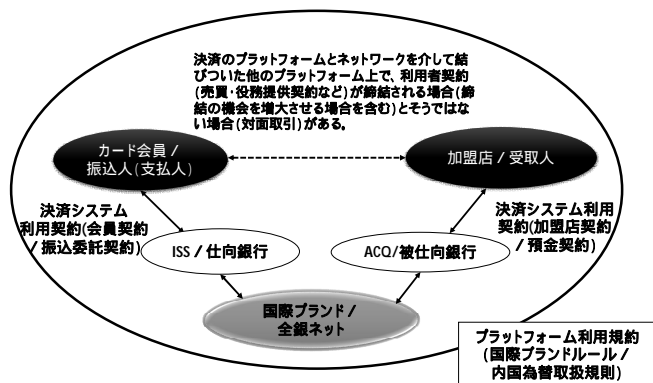 決済のプラットフォームとネットワークを介して結
びついた他のプラットフォーム上で、利用者契約
(売買・役務提供契約など)が締結される場合(締
結の機会を増大させる場合を含む)とそうではな
い場合(対面取引)がある。
カード会員 /
振込人(支払人)
加盟店 / 受取人
決済システム
利用契約(会員契約
/ 振込委託契約)
決済システム利用
契約(加盟店契約
/ 預金契約)
ISS / 仕向銀行
ACQ/被仕向銀行
国際ブランド /
全銀ネット
プラットフォーム利用規約
(国際ブランドルール /
内国為替取扱規則)